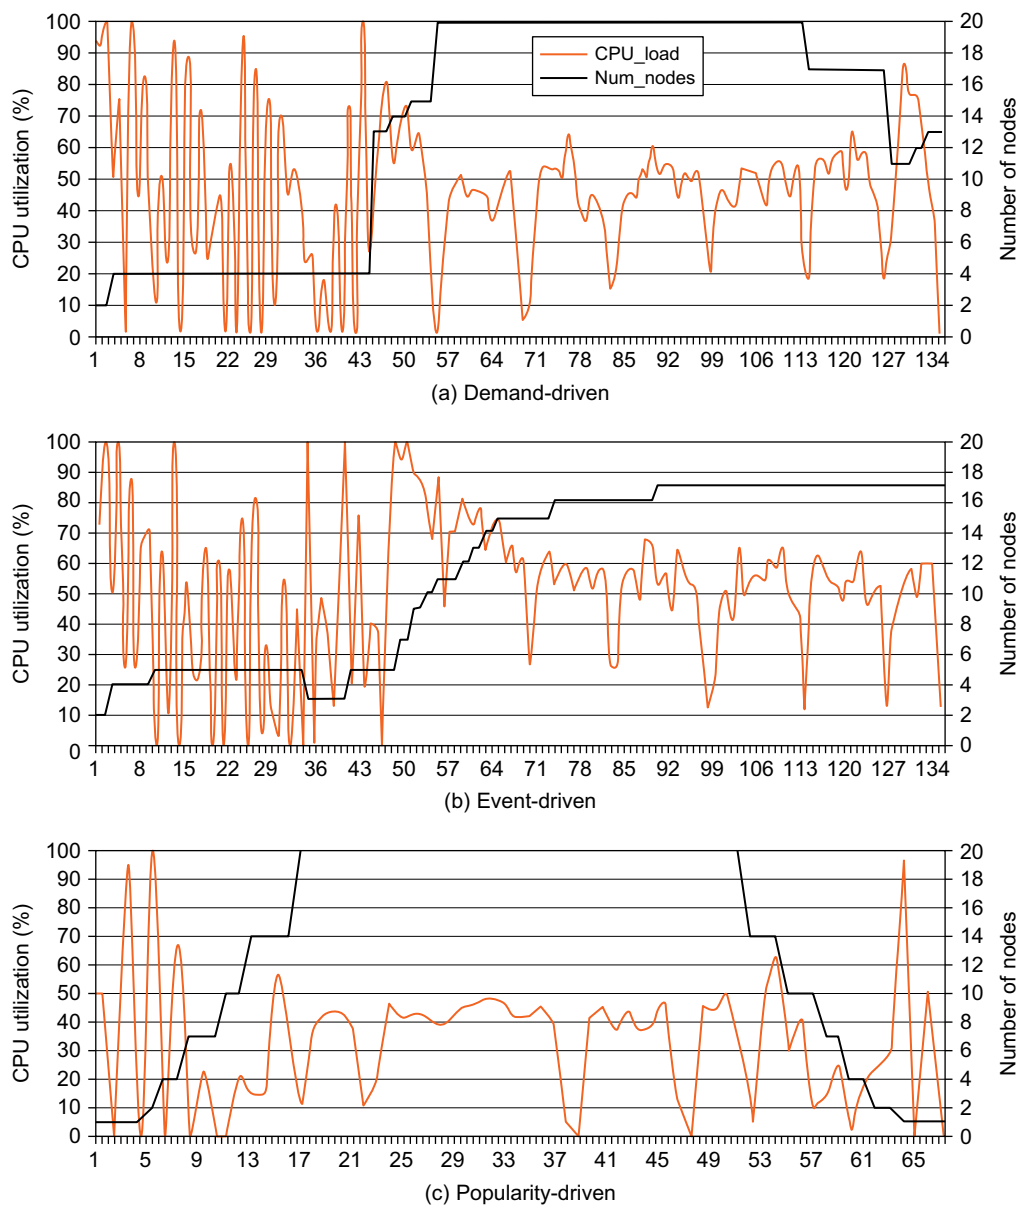 100 20
90 18
CPU_load
80 16
Num_nodes
70 14
60 12
50 10
40 8
30 6
20 4
10 2
0 0
CPU utilization (%)
Number of nodes
1 8 15 22 29 36 43 50 57 64 71 78 85 92 99 106 113 120 127 134
(a) Demand-driven
100 20
90 18
80 16
70 14
60 12
50 10
40 8
30 6
20 4
10 2
0 0
CPU utilization (%)
Number of nodes
1 8 15 22 29 36 43 50 57 64 71 78 85 92 99 106 113 120 127 134
(b) Event-driven
100 20
90 18
80 16
70 14
60 12
50 10
40 8
30 6
20 4
10 2
0 0
CPU utilization (%)
Number of nodes
1 5 9 13 17 21 25 29 33 37 41 45 49 53 57 61 65
(c) Popularity-driven